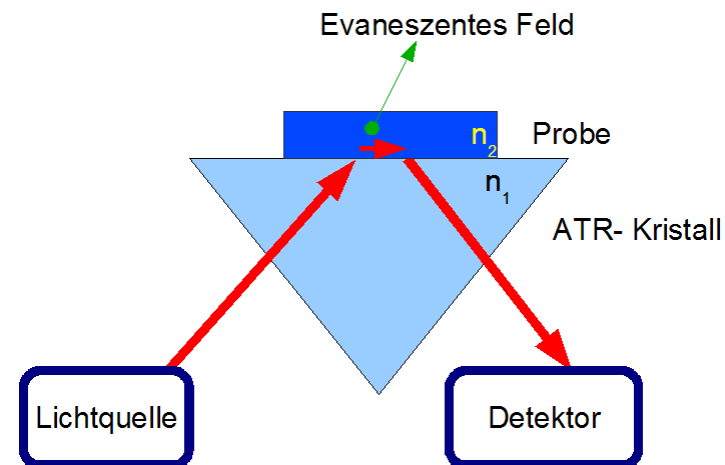 Evaneszentes Feld
n2
Probe
n1
ATR- Kristall
Lichtquelle
Detektor